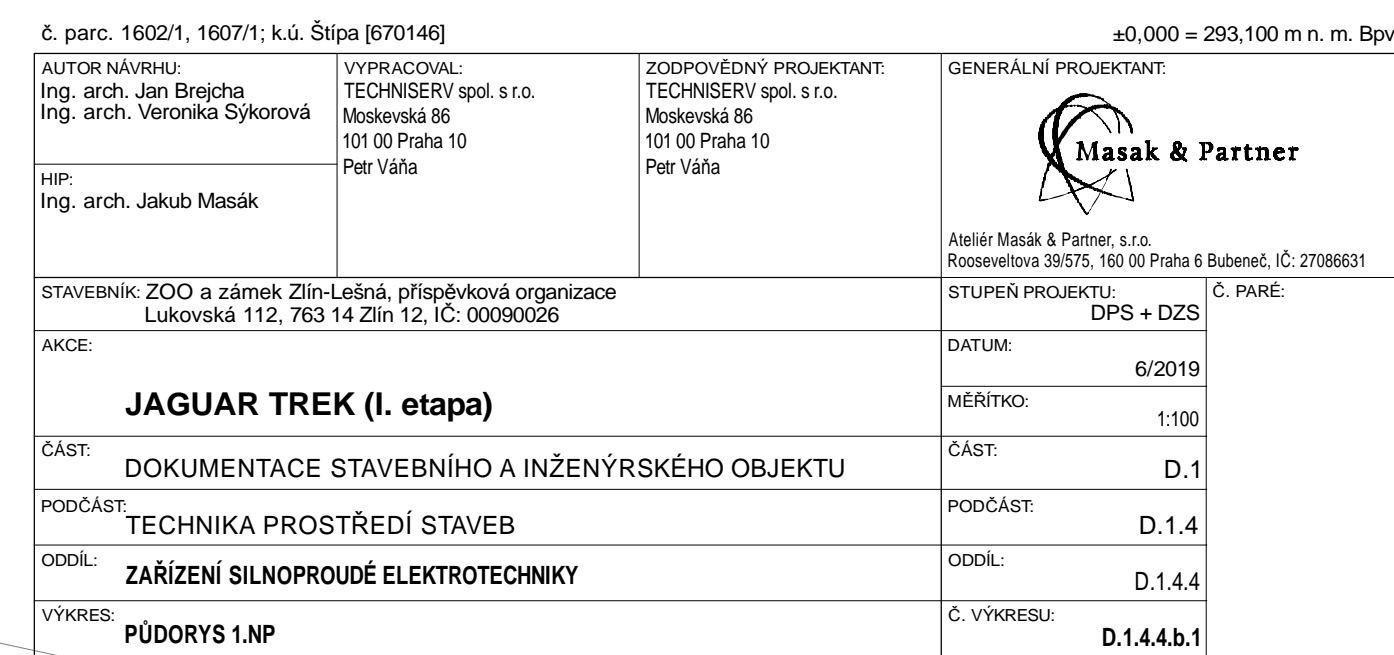 č. parc. 1602/1, 1607/1; k.ú. Štípa [670146]
±0,000 = 293,100 m n. m. Bpv
AUTOR NÁVRHU:
Ing. arch. Jan Brejcha
Ing. arch. Veronika Sýkorová
HIP:
Ing. arch. Jakub Masák
VYPRACOVAL:
TECHNISERV spol. s r.o.
Moskevská 86
101 00 Praha 10
Petr Váňa
ZODPOVĚDNÝ PROJEKTANT:
TECHNISERV spol. s r.o.
Moskevská 86
101 00 Praha 10
Petr Váňa
GENERÁLNÍ PROJEKTANT:
Masak & Partner
Ateliér Masák & Partner, s.r.o.
Rooseveltova 39/575, 160 00 Praha 6 Bubeneč, IČ: 27086631
STAVEBNÍK: ZOO a zámek Zlín-Lešná, příspěvková organizace
Lukovská 112, 763 14 Zlín 12, IČ: 00090026
STUPEŇ PROJEKTU:
DPS + DZS
Č. PARÉ:
AKCE:
JAGUAR TREK (I. etapa)
DATUM:
6/2019
MĚŘÍTKO:
1:100
ČÁST:
DOKUMENTACE STAVEBNÍHO A INŽENÝRSKÉHO OBJEKTU
ČÁST:
D.1
PODČÁST:
TECHNIKA PROSTŘEDÍ STAVEB
PODČÁST:
D.1.4
ODDÍL:
ZAŘÍZENÍ SILNOPROUDÉ ELEKTROTECHNIKY
ODDÍL:
D.1.4.4
VÝKRES:
PŮDORYS 1.NP
Č. VÝKRESU:
D.1.4.4.b.1